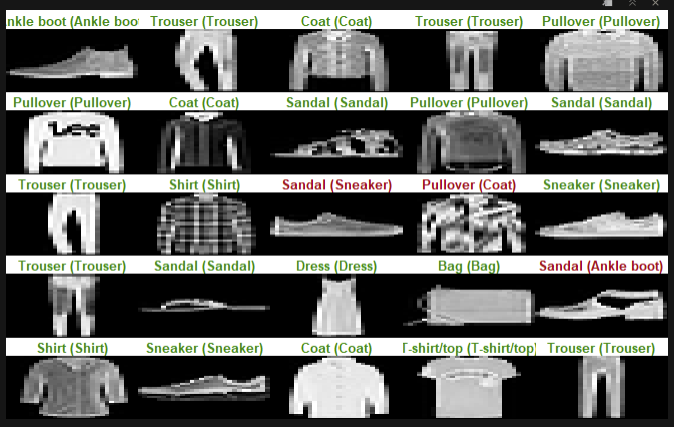 nkle boot (Ankle boot
Trouser (Trouser)
Coat (Coat)
Trouser (Trouser)
Pullover (Pullover)
Pullover (Pullover)
Coat (Coat)
Sandal (Sandal)
Pullover (Pullover)
Sandal (Sandal)
Trouser (Trouser)
Shirt (Shirt)
Sandal (Sneaker)
Pullover (Coat)
Sneaker (Sneaker)
Trouser (Trouser)
Sandal (Sandal)
Dress (Dress)
Bag (Bag)
Sandal (Ankle boot)
Shirt (Shirt)
Sneaker (Sneaker)
Coat (Coat)
T-shirt/top (T-shirt/top)
Trouser (Trouser)